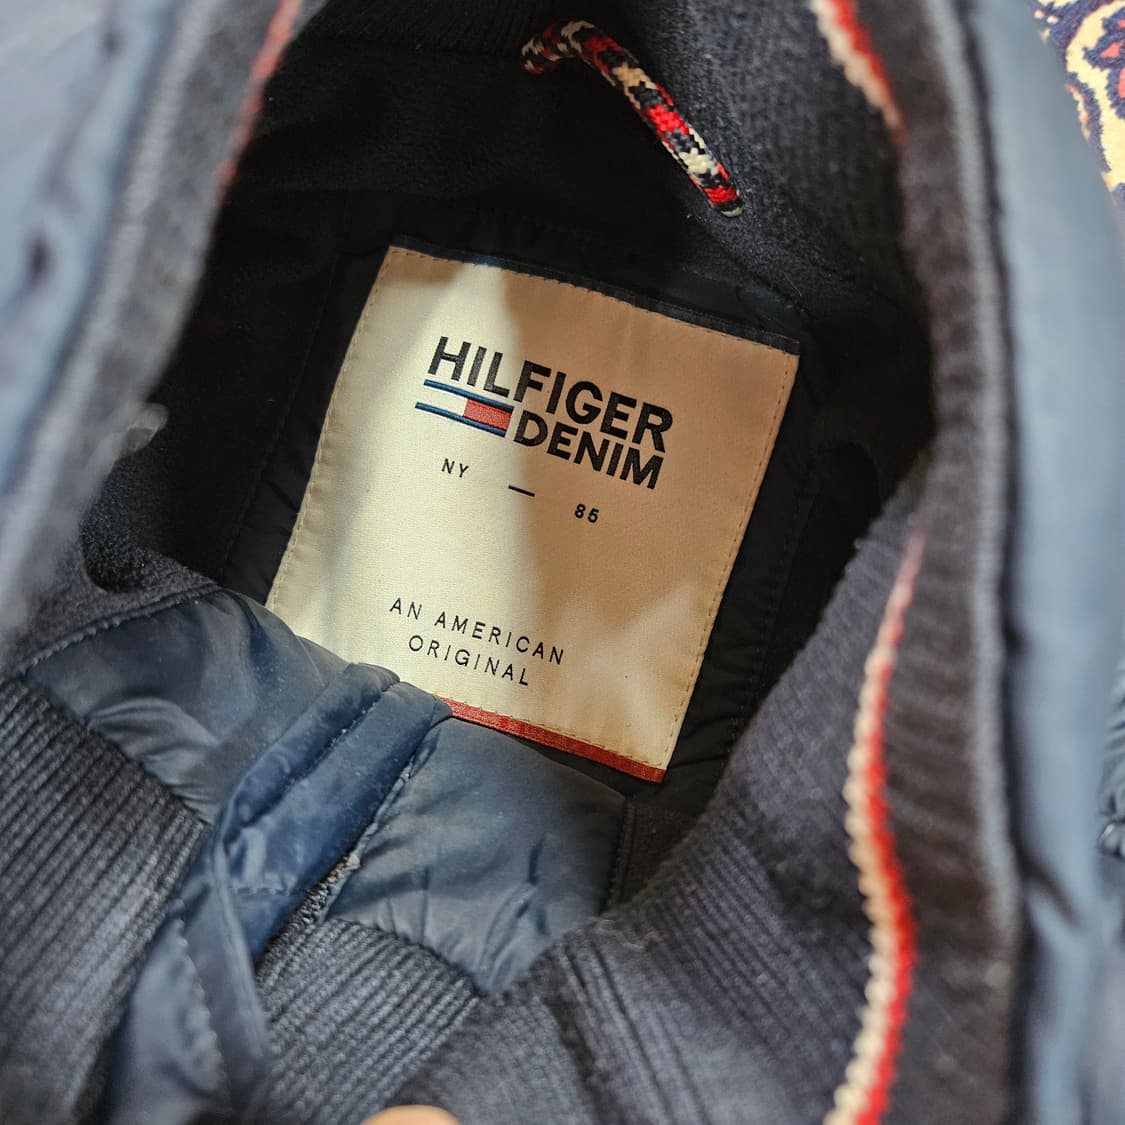 HILFIGER
DENIM
NY — 85
AN AMERICAN
ORIGINAL